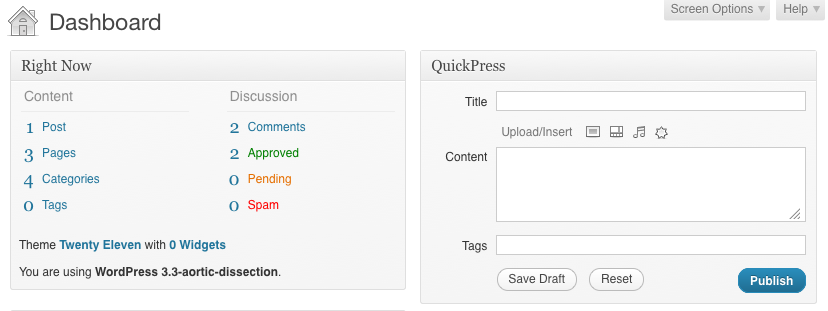 Screen Options Help
Dashboard
Right Now
Content Discussion
1 Post 2 Comments
3 Pages 2 Approved
4 Categories 0 Pending
0 Tags 0 Spam
Theme Twenty Eleven with 0 Widgets
You are using WordPress 3.3-aortic-dissection.
QuickPress
Title
Upload/Insert
Content
Tags
Save Draft Reset Publish